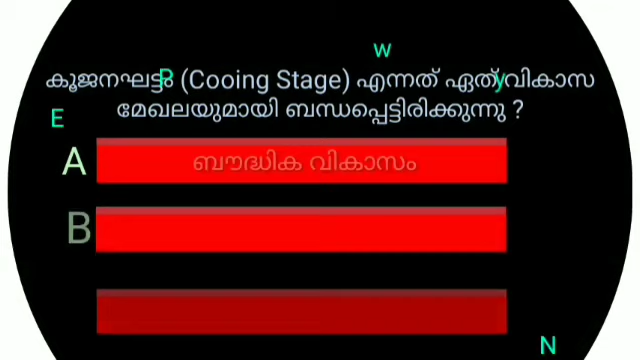 w
കൂജനഘട്ടം (Cooing Stage) എന്നത് ഏത് വികാസ
P
y
മേഖലയുമായി ബന്ധപ്പെട്ടിരിക്കുന്നു ?
E
A ബൗദ്ധിക വികാസം
B
N